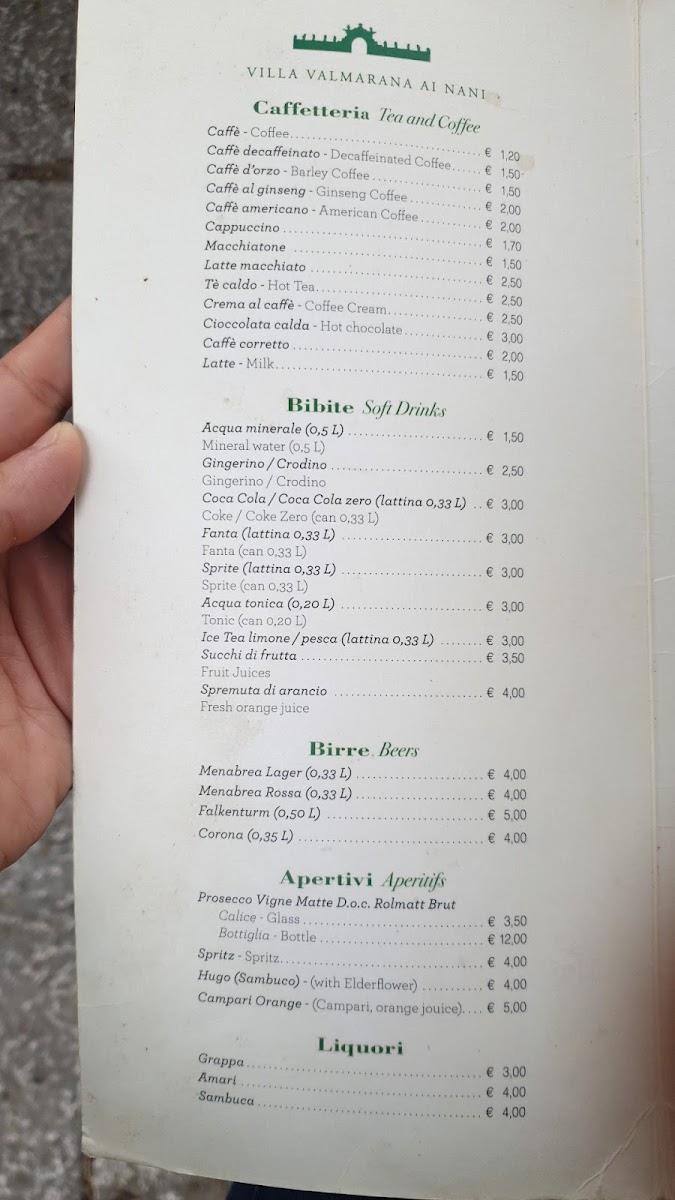 VILLA VALMARANA AI NANI
Caffetteria Tea and Coffee
Caffè - Coffee € 1,20
Caffè decaffeinato - Decaffeinated Coffee € 1,50
Caffè d'orzo - Barley Coffee € 1,50
Caffè al ginseng - Ginseng Coffee € 2,00
Caffè americano - American Coffee € 2,00
Cappuccino € 1,70
Macchiatone € 1,50
Latte macchiato € 2,50
Tè caldo - Hot Tea € 2,50
Crema al caffè - Coffee Cream € 2,50
Cioccolata calda - Hot chocolate € 3,00
Caffè corretto € 2,00
Latte - Milk € 1,50
Bibite Soft Drinks
Acqua minerale (0,5 L) € 1,50
Mineral water (0,5 L)
Gingerino / Crodino € 2,50
Gingerino / Crodino
Coca Cola / Coca Cola zero (lattina 0,33 L) € 3,00
Coke / Coke Zero (can 0,33 L)
Fanta (lattina 0,33 L) € 3,00
Fanta (can 0,33 L)
Sprite (lattina 0,33 L) € 3,00
Sprite (can 0,33 L)
Acqua tonica (0,20 L) € 3,00
Tonic (can 0,20 L)
Ice Tea limone / pesca (lattina 0,33 L) € 3,00
Succhi di frutta € 3,50
Fruit Juices
Spremuta di arancio € 4,00
Fresh orange juice
Birre Beers
Menabrea Lager (0,33 L) € 4,00
Menabrea Rossa (0,33 L) € 4,00
Falkenturm (0,50 L) € 5,00
Corona (0,35 L) € 4,00
Apertivi Aperitifs
Prosecco Vigne Matte D.o.c. Rolmatt Brut
Calice - Glass € 3,50
Bottiglia - Bottle € 12,00
Spritz - Spritz € 4,00
Hugo (Sambuco) - (with Elderflower) € 4,00
Campari Orange - (Campari, orange jouice) € 5,00
Liquori
Grappa € 3,00
Amari € 4,00
Sambuca € 4,00